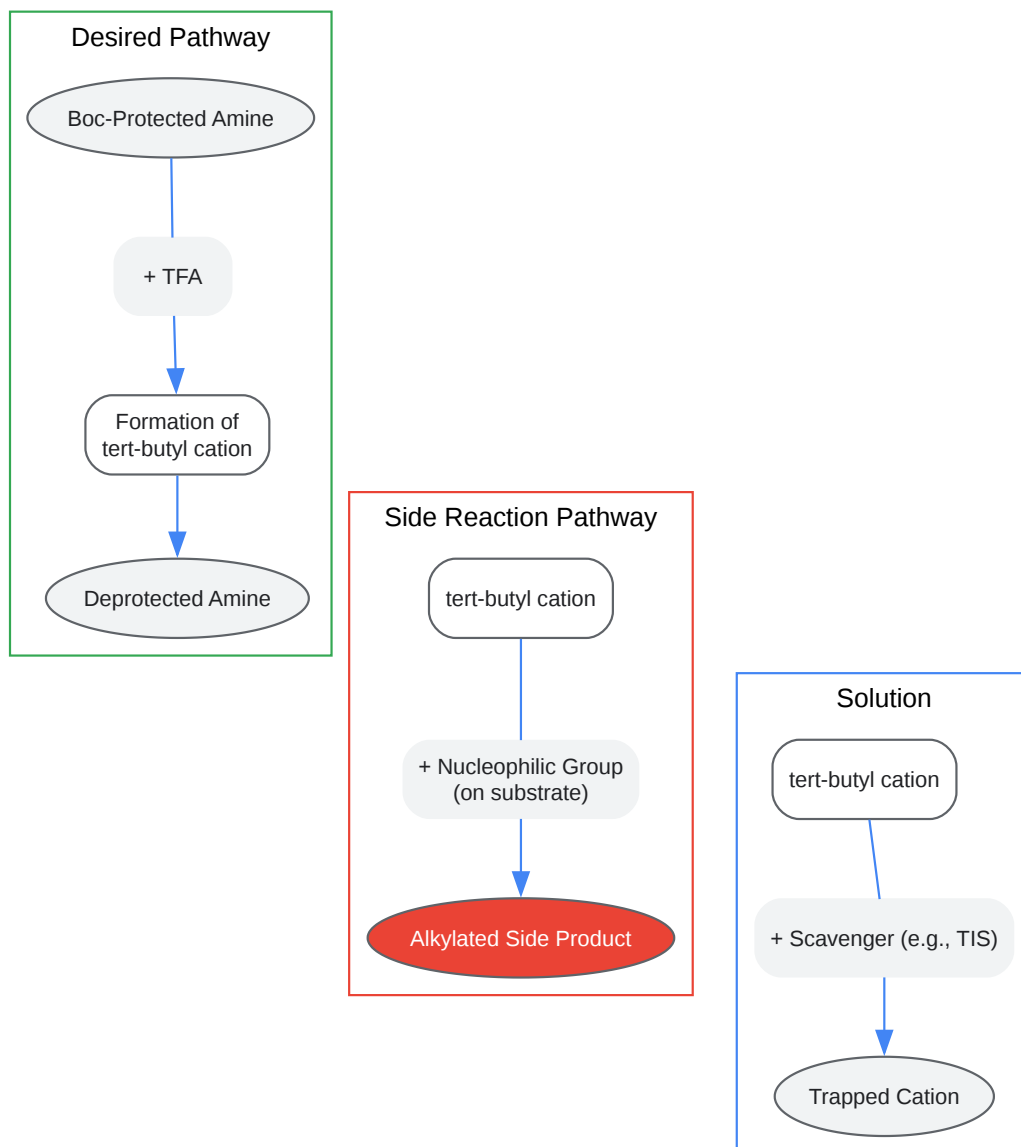 Desired Pathway
Boc-Protected Amine
+ TFA
Formation of
tert-butyl cation
Deprotected Amine
Side Reaction Pathway
tert-butyl cation
+ Nucleophilic Group
(on substrate)
Alkylated Side Product
Solution
tert-butyl cation
+ Scavenger (e.g., TIS)
Trapped Cation